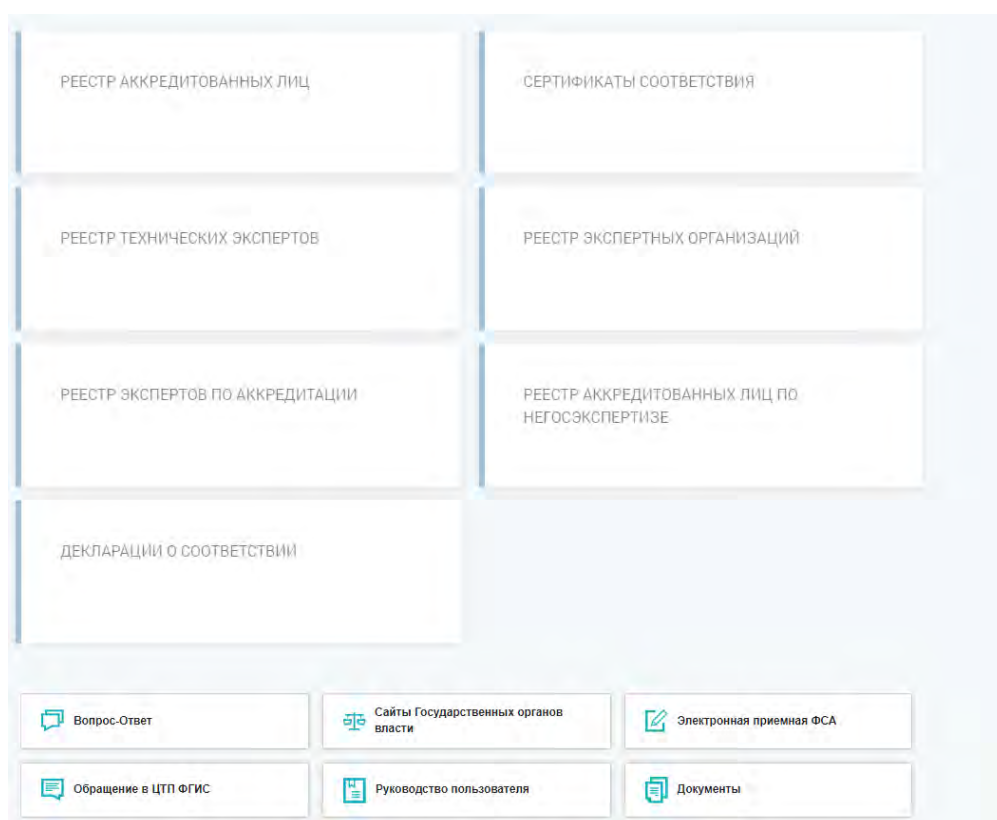 РЕЕСТР АККРЕДИТОВАННЫХ ЛИЦ
СЕРТИФИКАТЫ СООТВЕТСТВИЯ
РЕЕСТР ТЕХНИЧЕСКИХ ЭКСПЕРТОВ
РЕЕСТР ЭКСПЕРТНЫХ ОРГАНИЗАЦИЙ
РЕЕСТР ЭКСПЕРТОВ ПО АККРЕДИТАЦИИ
РЕЕСТР АККРЕДИТОВАННЫХ ЛИЦ ПО
НЕГОСЭКСПЕРТИЗЕ
ДЕКЛАРАЦИИ О СООТВЕТСТВИИ
Вопрос-Ответ
Сайты Государственных органов
власти
Электронная приемная ФСА
Обращение в ЦТП ФГИС
Руководство пользователя
Документы